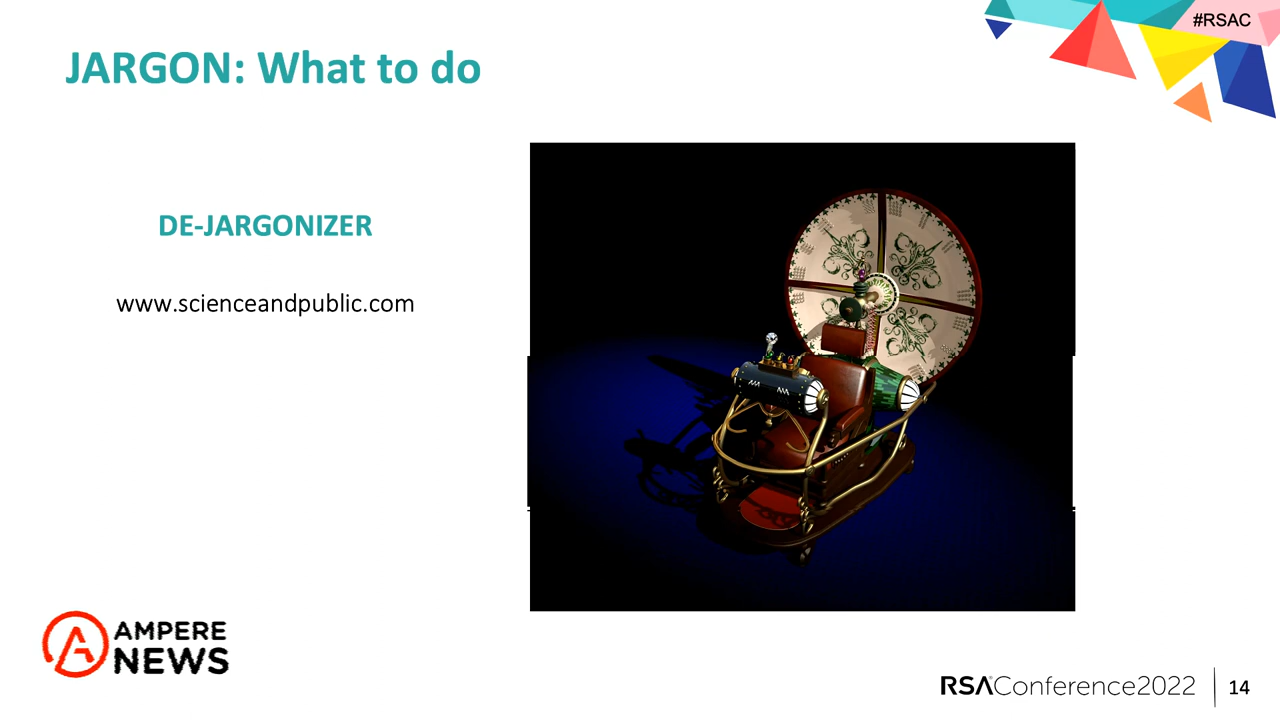 #RSAC
JARGON: What to do
DE-JARGONIZER
www.scienceandpublic.com
AMPERE
NEWS
RSAConference2022
14